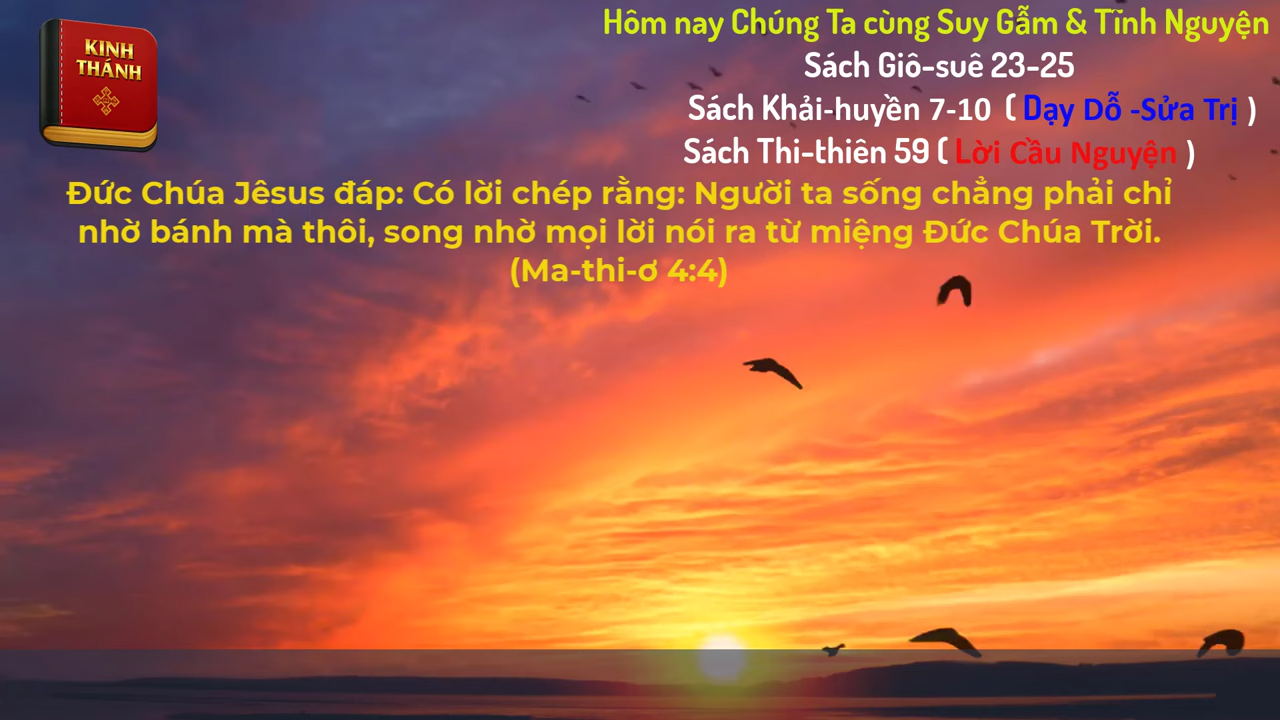 KINH
THÁNH
Hôm nay Chúng Ta cùng Suy Gẫm & Tĩnh Nguyện
Sách Giô-suê 23-25
Sách Khải-huyền 7-10 ( Dạy Dỗ -Sửa Trị )
Sách Thi-thiên 59 ( Lời Cầu Nguyện )
Đức Chúa Jêsus đáp: Có lời chép rằng: Người ta sống chẳng phải chỉ
nhờ bánh mà thôi, song nhờ mọi lời nói ra từ miệng Đức Chúa Trời.
(Ma-thi-ơ 4:4)